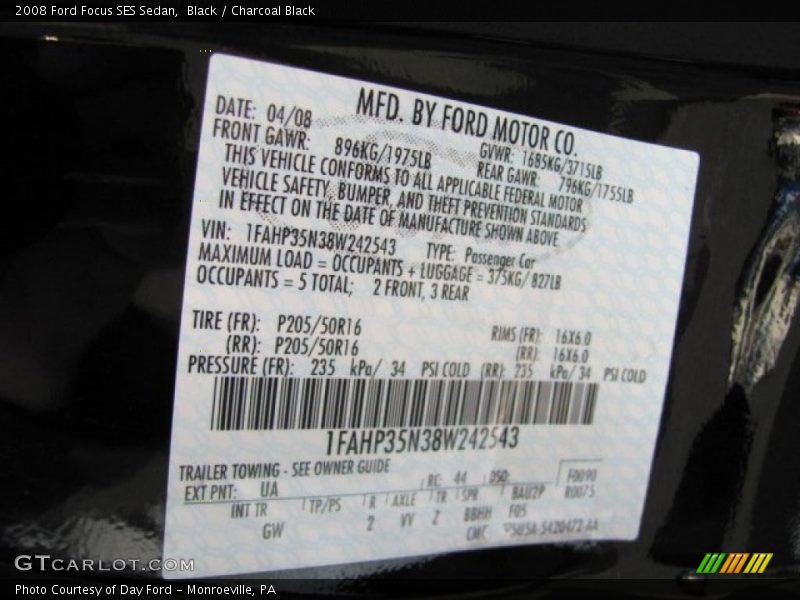 2008 Ford Focus SES Sedan,  Black / Charcoal Black
MFD. BY FORD MOTOR CO.
DATE: 04/08
GVWR: 1685KG/3715LB
FRONT GAWR: 896KG/1975LB
REAR GAWR: 796KG/1755LB
THIS VEHICLE CONFORMS TO ALL APPLICABLE FEDERAL MOTOR
VEHICLE SAFETY, BUMPER, AND THEFT PREVENTION STANDARDS
IN EFFECT ON THE DATE OF MANUFACTURE SHOWN ABOVE
VIN: 1FAHP35N38W242543 TYPE: Passenger Car
MAXIMUM LOAD = OCCUPANTS + LUGGAGE = 375KG/827LB
OCCUPANTS = 5 TOTAL; 2 FRONT, 3 REAR
TIRE (FR): P205/50R16 RIMS (FR): 16X6.0
(RR): P205/50R16 (RR): 16X6.0
PRESSURE (FR): 235 kPa/ 34 PSI COLD (RR): 235 kPa/ 34 PSI COLD
1FAHP35N38W242543
TRAILER TOWING - SEE OWNER GUIDE
EXT PNT: UA RC: 44 DSO: F0090
INT TR TP/PS R AXLE TR SPR
GW 2 VV Z BBHH F05
GTCARLOT.COM
Photo Courtesy of Day Ford – Monroeville, PA